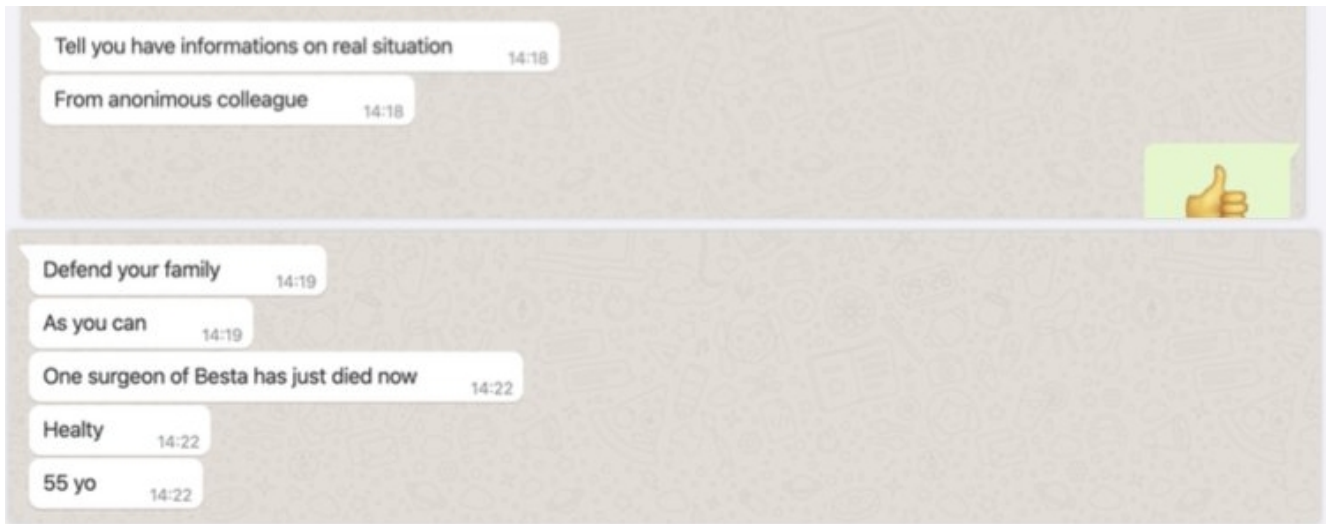 Tell you have informations on real situation 14:18
From anonimous colleague 14:18
Defend your family 14:19
As you can 14:19
One surgeon of Besta has just died now 14:22
Healty 14:22
55 yo 14:22